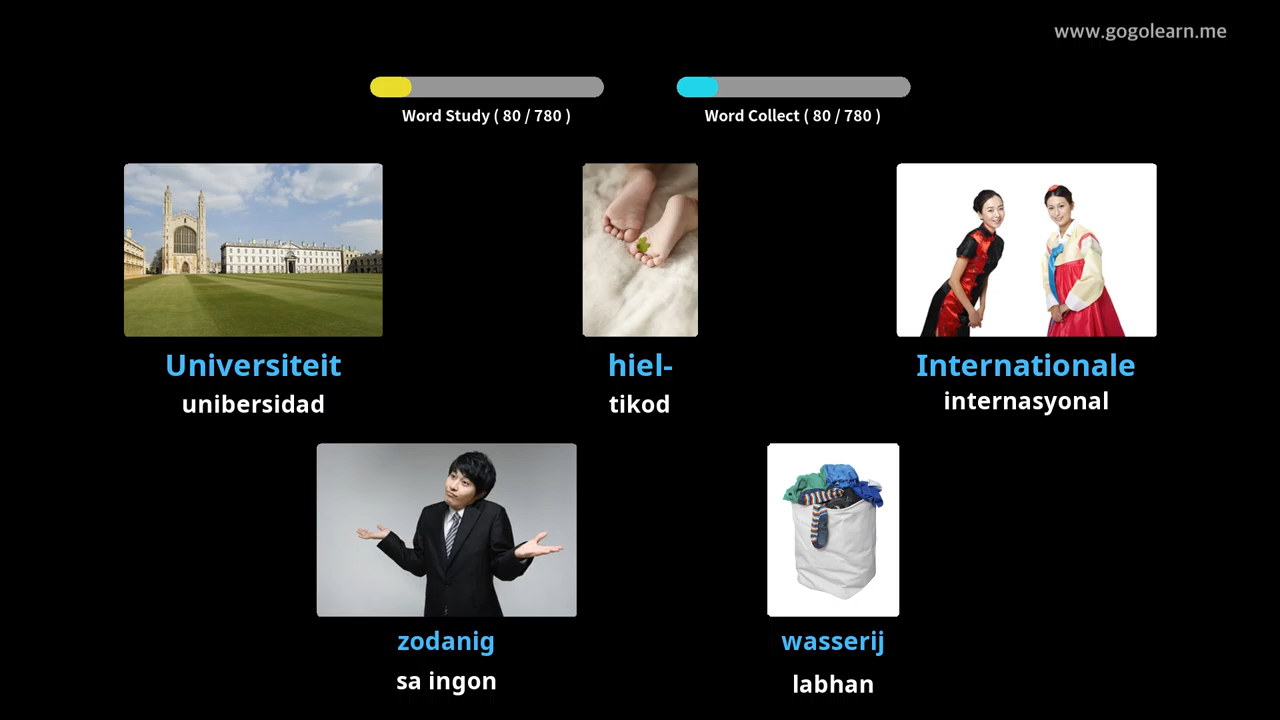 www.gogolearn.me
Word Study ( 80 / 780 )
Word Collect ( 80 / 780 )
Universiteit
unibersidad
hiel-
tikod
Internationale
internasyonal
zodanig
sa ingon
wasserij
labhan